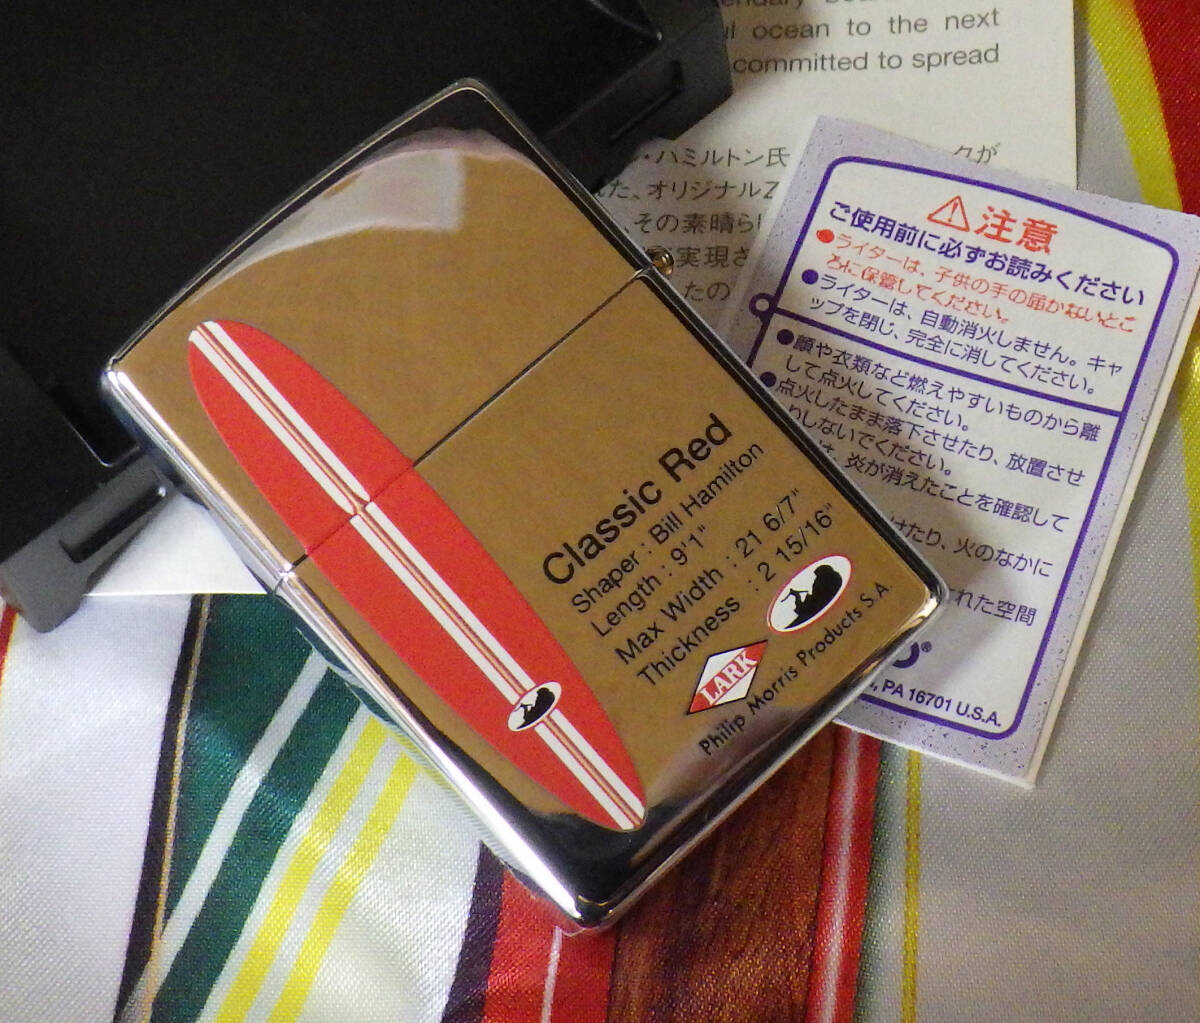 ocean to the next
committed to spread
・ハミルトン氏
クが
た、オリジナルZ
、その素晴ら
実現さ
たの
Classic Red
Shaper : Bill Hamilton
Length : 9'1"
Max Width : 21 6/7"
Thickness : 2 15/16"
LARK
Philip Morris Products S.A
⚠注意
ご使用前に必ずお読みください
●ライターは、子供の手の届かないとこ
ろに保管してください。
●ライターは、自動消火しません。キャ
ップを閉じ、完全に消してください。
●顔や衣類など燃えやすいものから離
して点火してください。
●点火したまま落下させたり、放置させ
りしないでください。
は、炎が消えたことを確認して
けたり、火のなかに
れた空間
PA 16701 U.S.A.